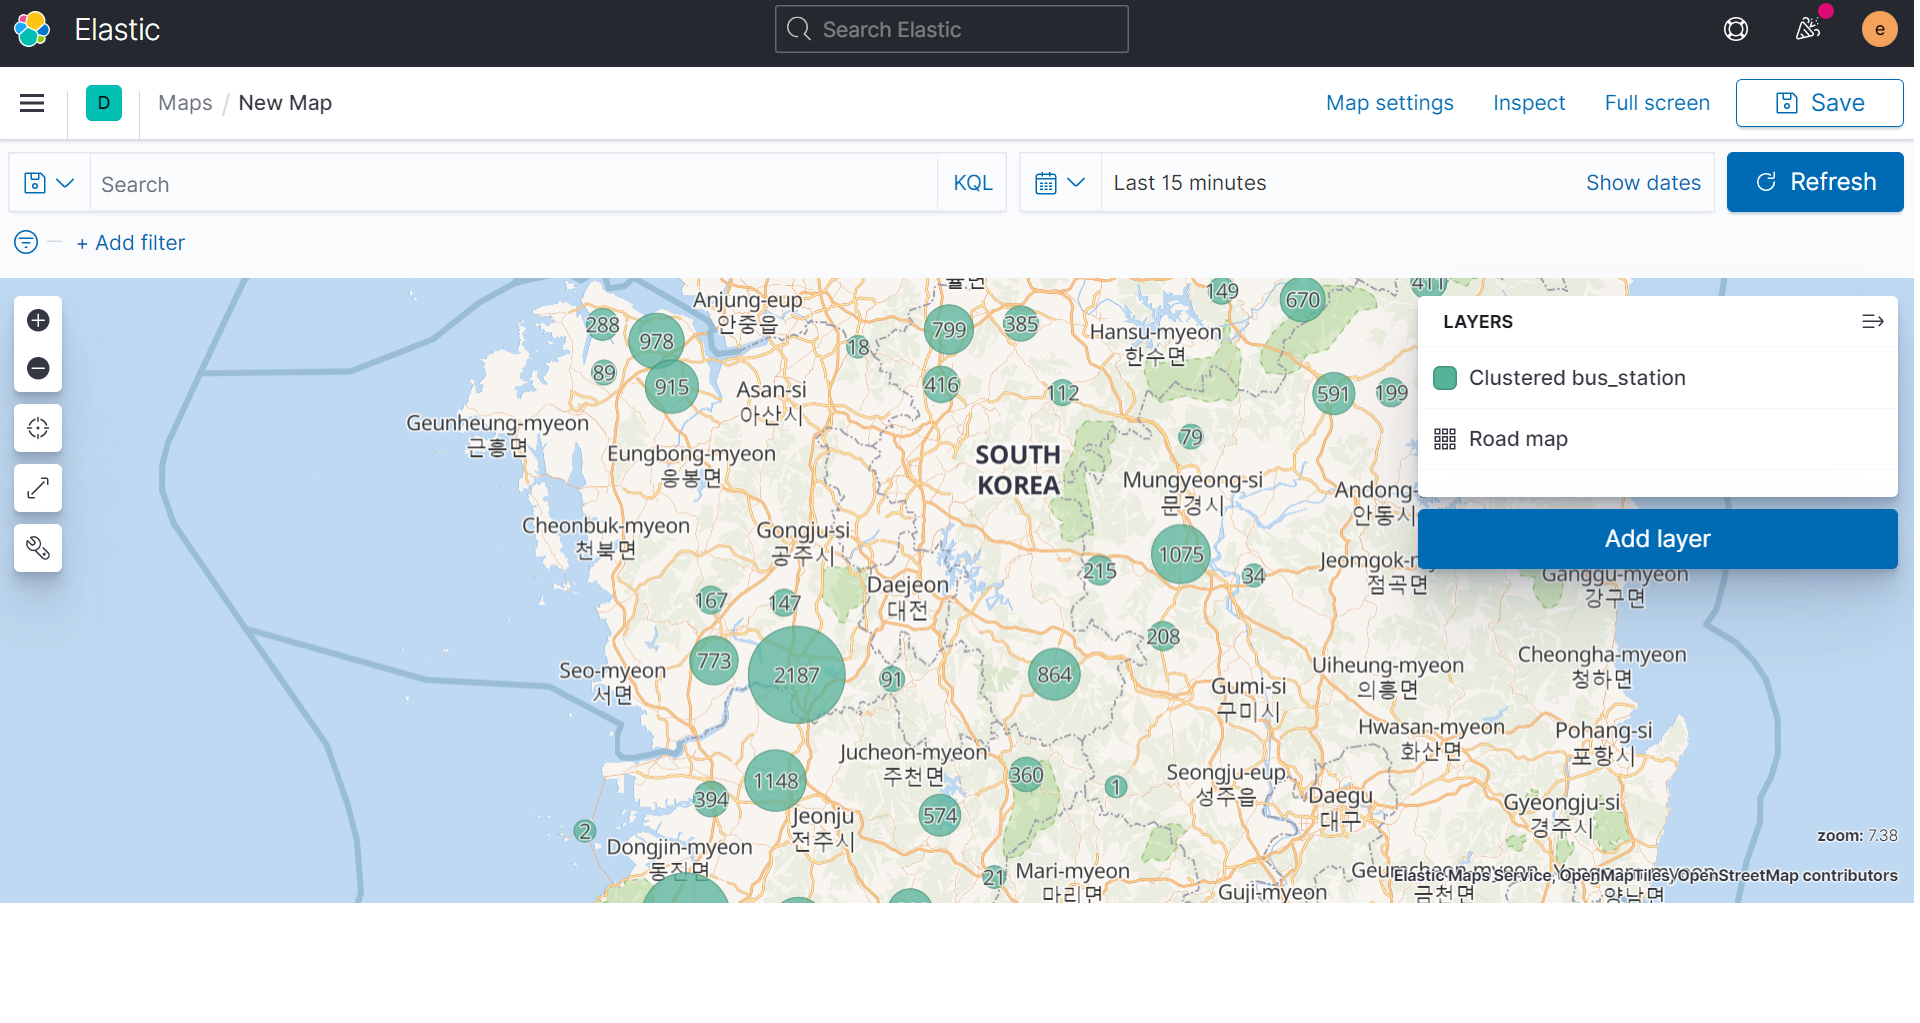 Elastic
Search Elastic
e
D
Maps / New Map
Map settings
Inspect
Full screen
Save
Search
KQL
Last 15 minutes
Show dates
Refresh
+ Add filter
LAYERS
Clustered bus_station
Road map
Add layer
율면
149
670
411
Anjung-eup
안중읍
288
978
18
799
385
Hansu-myeon
한수면
89
915
Asan-si
아산시
416
112
591
199
Geunheung-myeon
근흥면
79
Eungbong-myeon
응봉면
SOUTH
KOREA
Mungyeong-si
문경시
Andong-
안동시
Cheonbuk-myeon
천북면
Gongju-si
공주시
1075
215
34
점곡면
Daejeon
대전
Ganggu-myeon
강구면
167
147
208
773
2187
91
864
Seo-myeon
서면
Uiheung-myeon
의흥면
Cheongha-myeon
청하면
Gumi-si
구미시
Hwasan-myeon
화산면
Pohang-si
포항시
Jucheon-myeon
주천면
1148
394
360
1
Seongju-eup
성주읍
Daegu
대구
Gyeongju-si
경주시
574
Jeonju
전주시
2
Dongjin-myeon
동진면
zoom: 7.38
21
Mari-myeon
마리면
Guji-myeon
금천면
양남면
Elastic Maps Service, OpenMapTiles, OpenStreetMap contributors